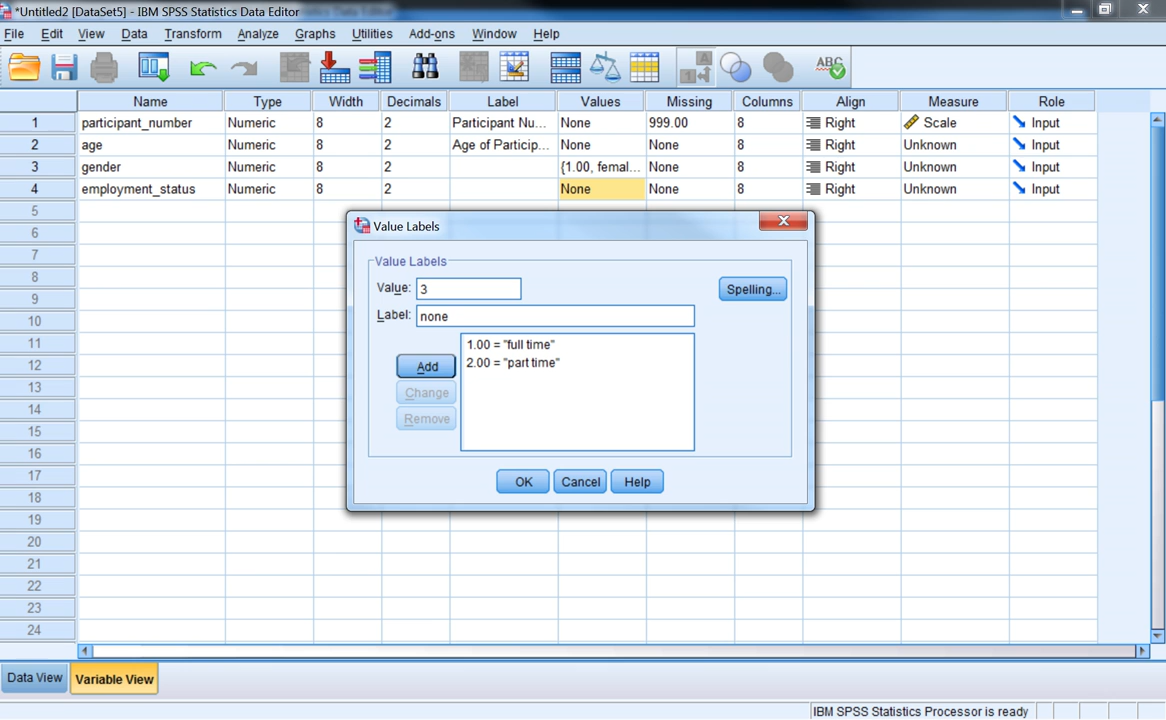 *Untitled2 [DataSet5] - IBM SPSS Statistics Data Editor
File Edit View Data Transform Analyze Graphs Utilities Add-ons Window Help
Name Type Width Decimals Label Values Missing Columns Align Measure Role
1 participant_number Numeric 8 2 Participant Nu... None 999.00 8 Right Scale Input
2 age Numeric 8 2 Age of Particip... None None 8 Right Unknown Input
3 gender Numeric 8 2 {1.00, femal... None 8 Right Unknown Input
4 employment_status Numeric 8 2 None None 8 Right Unknown Input
5
6
7
8
9
10
11
12
13
14
15
16
17
18
19
20
21
22
23
24
Value Labels
Value Labels
Value: 3
Spelling...
Label: none
1.00 = "full time"
2.00 = "part time"
Add
Change
Remove
OK Cancel Help
Data View Variable View
IBM SPSS Statistics Processor is ready